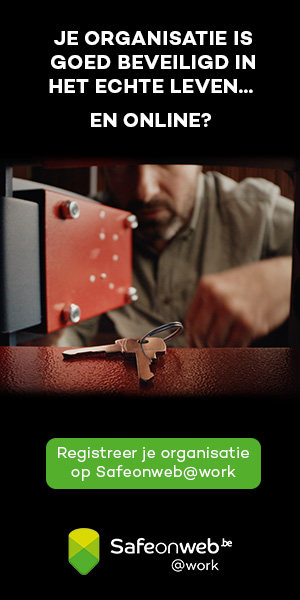 JE ORGANISATIE IS
GOED BEVEILIGD IN
HET ECHTE LEVEN...
EN ONLINE?
Registreer je organisatie
op Safeonweb@work
Safeonweb.be
@work